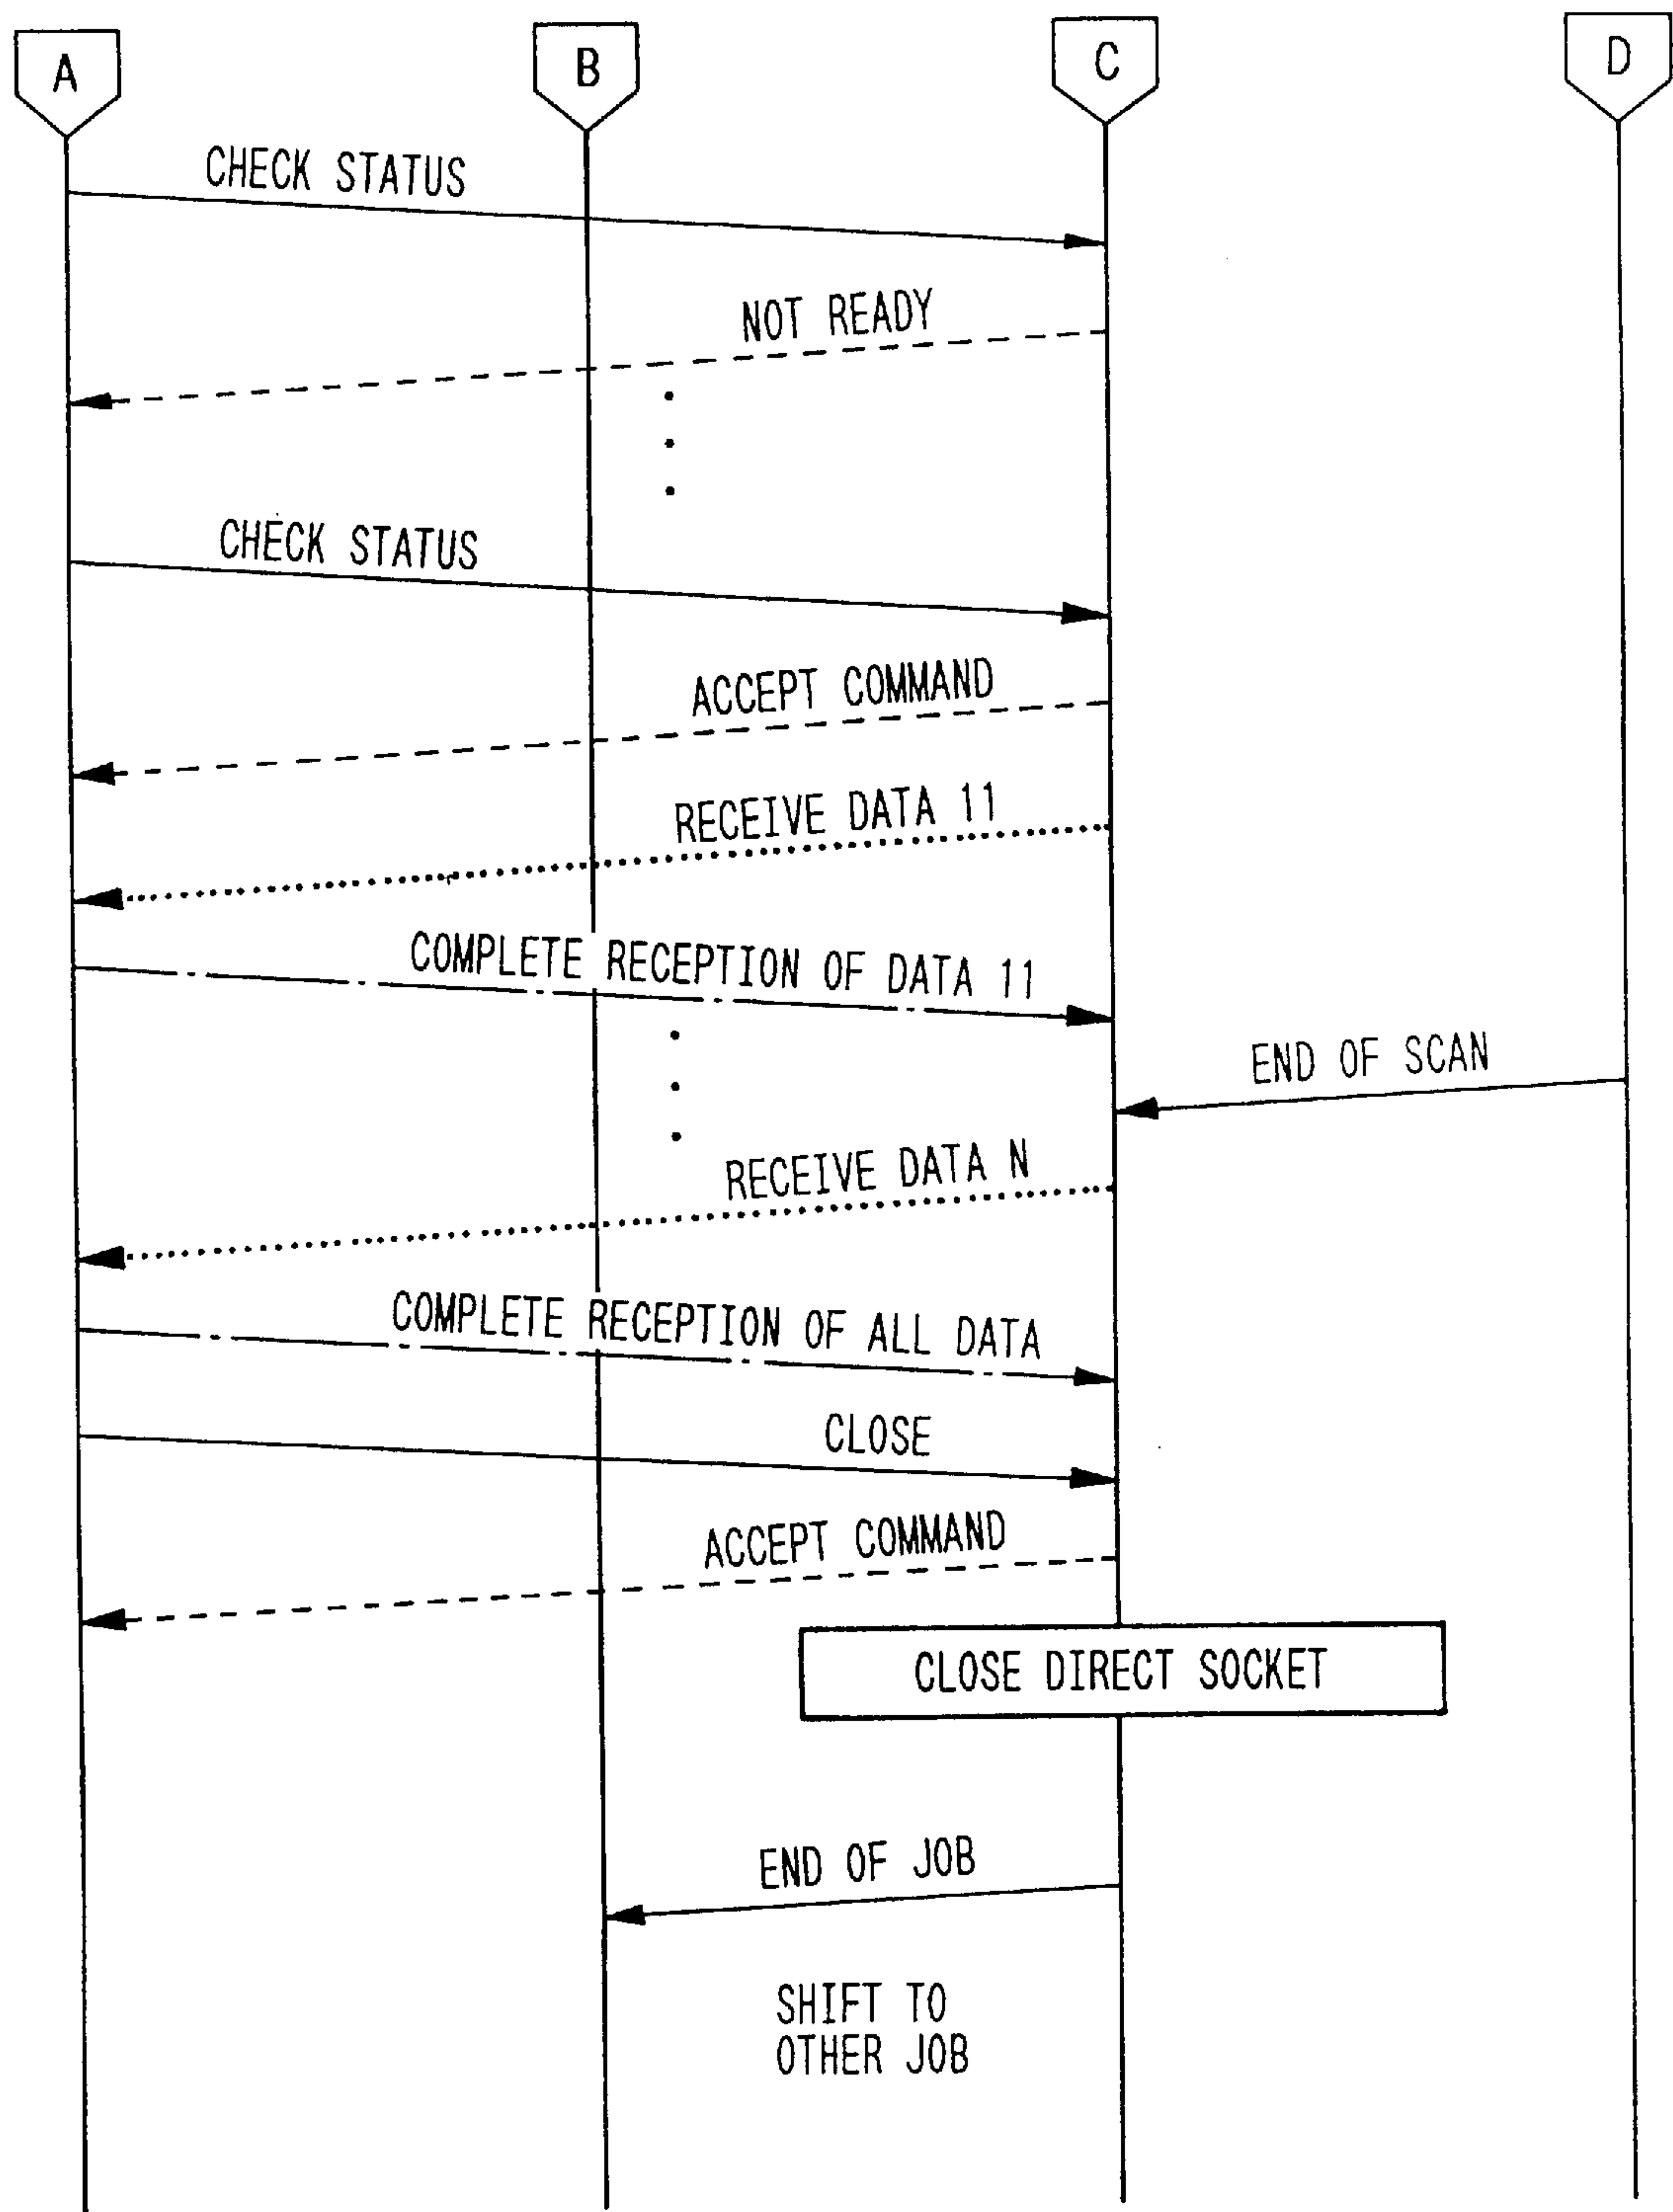 A
B
C
D
CHECK STATUS
NOT READY
CHECK STATUS
ACCEPT COMMAND
RECEIVE DATA 11
COMPLETE RECEPTION OF DATA 11
END OF SCAN
RECEIVE DATA N
COMPLETE RECEPTION OF ALL DATA
CLOSE
ACCEPT COMMAND
CLOSE DIRECT SOCKET
END OF JOB
SHIFT TO
OTHER JOB